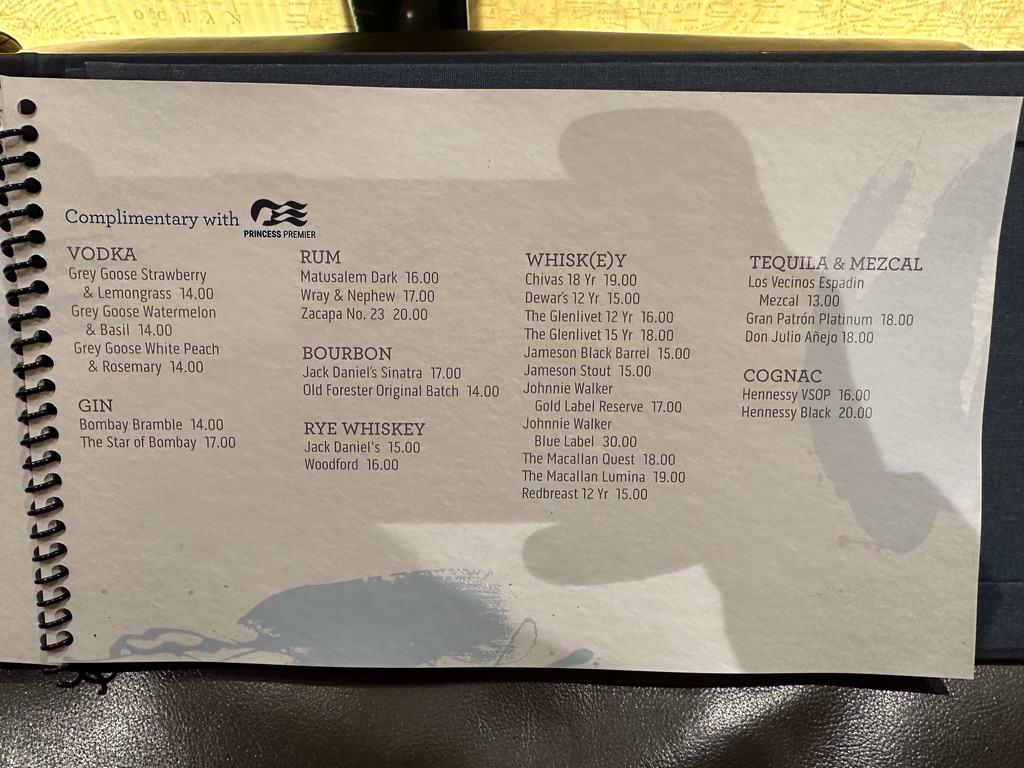 Complimentary with PRINCESS PREMIER
VODKA
Grey Goose Strawberry
& Lemongrass 14.00
Grey Goose Watermelon
& Basil 14.00
Grey Goose White Peach
& Rosemary 14.00
GIN
Bombay Bramble 14.00
The Star of Bombay 17.00
RUM
Matusalem Dark 16.00
Wray & Nephew 17.00
Zacapa No. 23 20.00
BOURBON
Jack Daniel's Sinatra 17.00
Old Forester Original Batch 14.00
RYE WHISKEY
Jack Daniel's 15.00
Woodford 16.00
WHISK(E)Y
Chivas 18 Yr 19.00
Dewar's 12 Yr 15.00
The Glenlivet 12 Yr 16.00
The Glenlivet 15 Yr 18.00
Jameson Black Barrel 15.00
Jameson Stout 15.00
Johnnie Walker
Gold Label Reserve 17.00
Johnnie Walker
Blue Label 30.00
The Macallan Quest 18.00
The Macallan Lumina 19.00
Redbreast 12 Yr 15.00
TEQUILA & MEZCAL
Los Vecinos Espadin
Mezcal 13.00
Gran Patrón Platinum 18.00
Don Julio Añejo 18.00
COGNAC
Hennessy VSOP 16.00
Hennessy Black 20.00